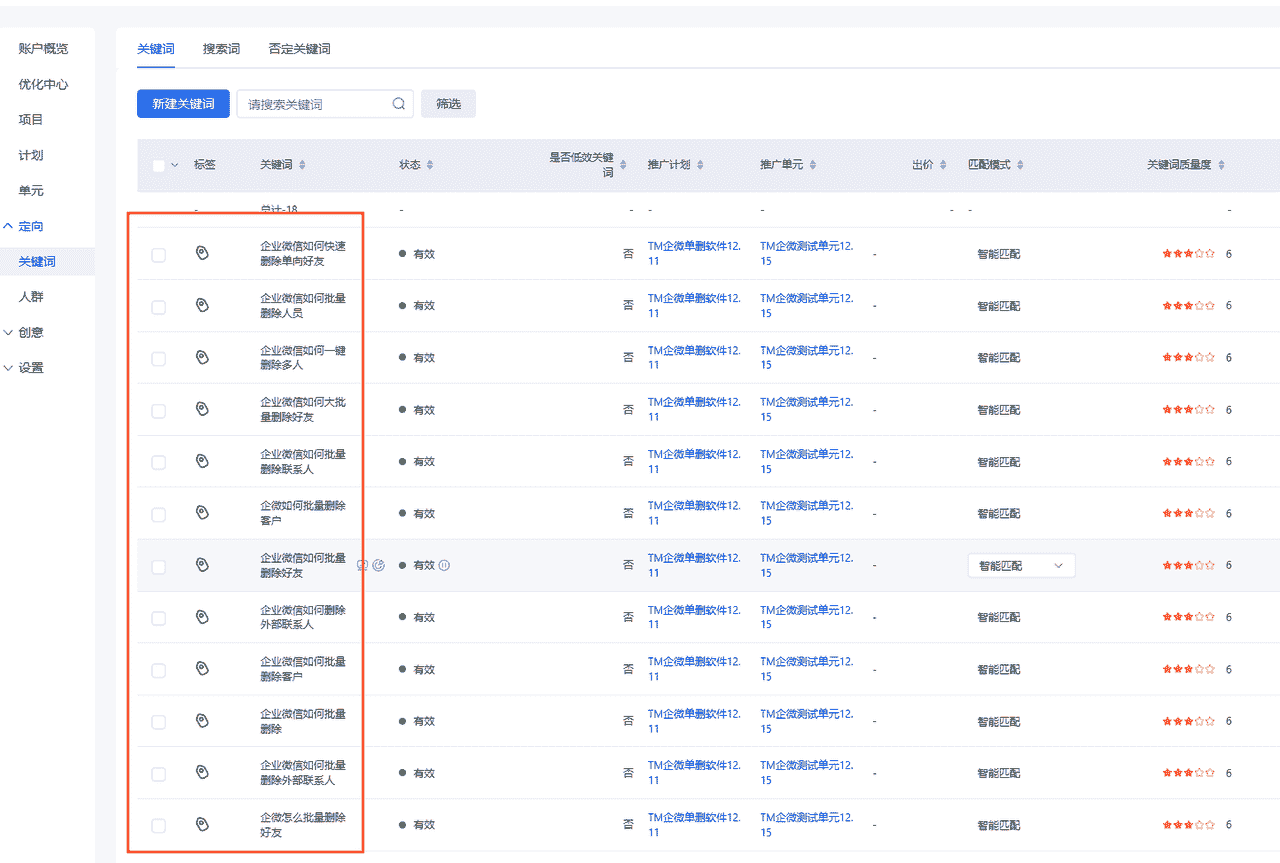 账户概览
优化中心
项目
计划
单元
定向
关键词
人群
创意
设置
关键词 搜索词 否定关键词
新建关键词 请搜索关键词 筛选
标签 关键词 状态 是否低效关键词 推广计划 推广单元 出价 匹配模式 关键词质量度
- 总计-18 - - - - - - -
企业微信如何快速 有效 否 TM企微单删软件12. TM企微测试单元12. - 智能匹配 6
删除单向好友 11 15
企业微信如何批量 有效 否 TM企微单删软件12. TM企微测试单元12. - 智能匹配 6
删除人员 11 15
企业微信如何一键 有效 否 TM企微单删软件12. TM企微测试单元12. - 智能匹配 6
删除多人 11 15
企业微信如何大批 有效 否 TM企微单删软件12. TM企微测试单元12. - 智能匹配 6
量删除好友 11 15
企业微信如何批量 有效 否 TM企微单删软件12. TM企微测试单元12. - 智能匹配 6
删除联系人 11 15
企微如何批量删除 有效 否 TM企微单删软件12. TM企微测试单元12. - 智能匹配 6
客户 11 15
企业微信如何批量 有效 否 TM企微单删软件12. TM企微测试单元12. - 智能匹配 6
删除好友 11 15
企业微信如何删除 有效 否 TM企微单删软件12. TM企微测试单元12. - 智能匹配 6
外部联系人 11 15
企业微信如何批量 有效 否 TM企微单删软件12. TM企微测试单元12. - 智能匹配 6
删除客户 11 15
企业微信如何批量 有效 否 TM企微单删软件12. TM企微测试单元12. - 智能匹配 6
删除 11 15
企业微信如何批量 有效 否 TM企微单删软件12. TM企微测试单元12. - 智能匹配 6
删除外部联系人 11 15
企微怎么批量删除 有效 否 TM企微单删软件12. TM企微测试单元12. - 智能匹配 6
好友 11 15